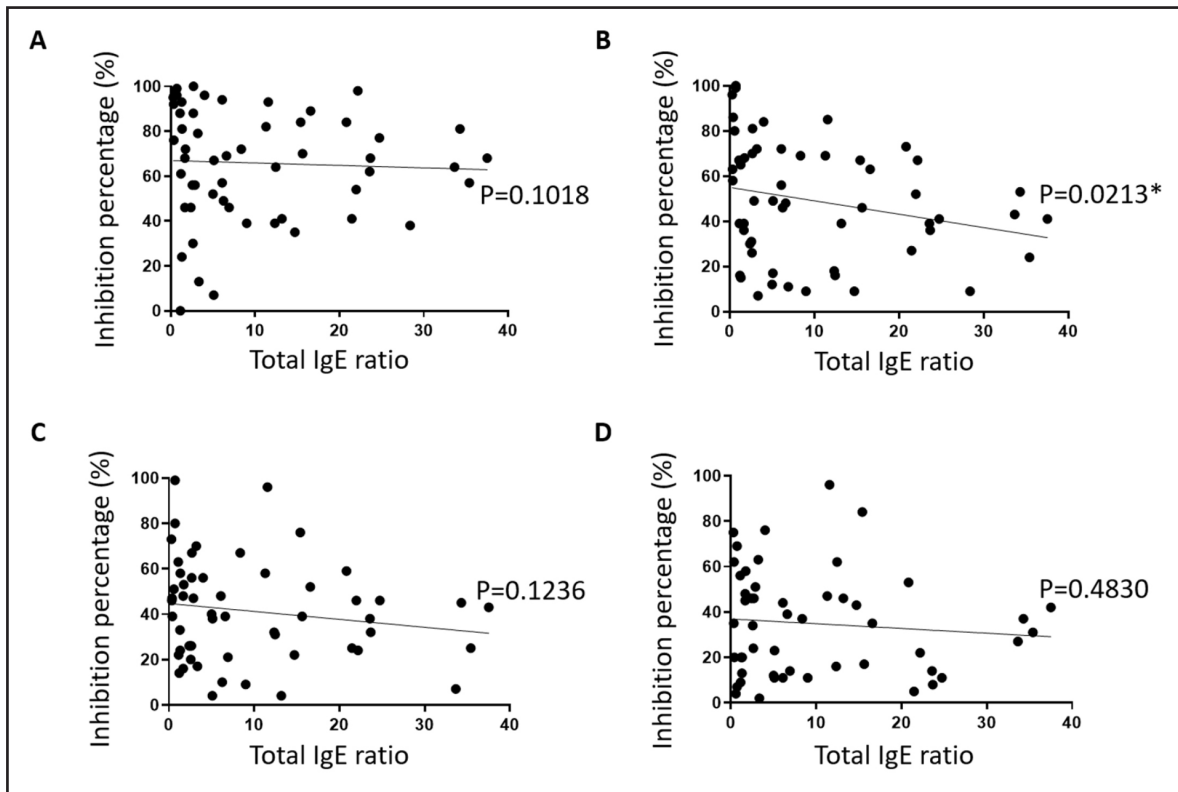 A
Inhibition percentage (%)
100
80
60
40
20
0
0 10 20 30 40
Total IgE ratio
P=0.1018
B
Inhibition percentage (%)
100
80
60
40
20
0
0 10 20 30 40
Total IgE ratio
P=0.0213*
C
Inhibition percentage (%)
100
80
60
40
20
0
0 10 20 30 40
Total IgE ratio
P=0.1236
D
Inhibition percentage (%)
100
80
60
40
20
0
0 10 20 30 40
Total IgE ratio
P=0.4830